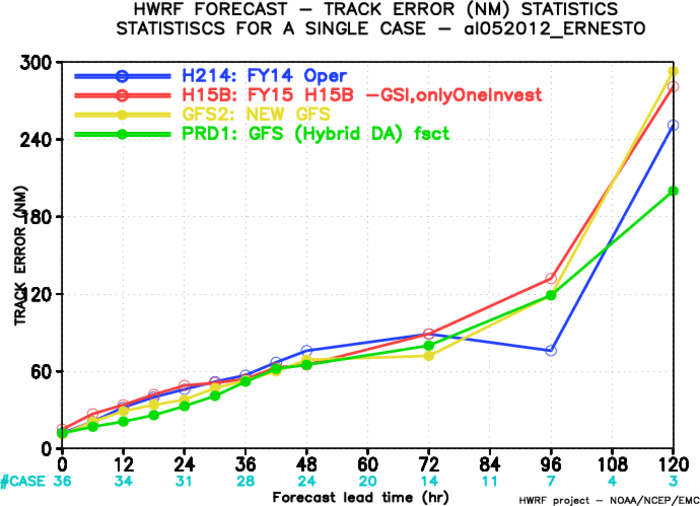 HWRF FORECAST – TRACK ERROR (NM) STATISTICS
STATISTISCS FOR A SINGLE CASE – al052012_ERNESTO
H214: FY14 Oper
H15B: FY15 H15B –GSI,onlyOneInvest
GFS2: NEW GFS
PRD1: GFS (Hybrid DA) fsct
TRACK ERROR (NM)
300
240
180
120
60
0
0 12 24 36 48 60 72 84 96 108 120
#CASE 36 34 31 28 24 20 14 11 7 4 3
Forecast lead time (hr)
HWRF project – NOAA/NCEP/EMC